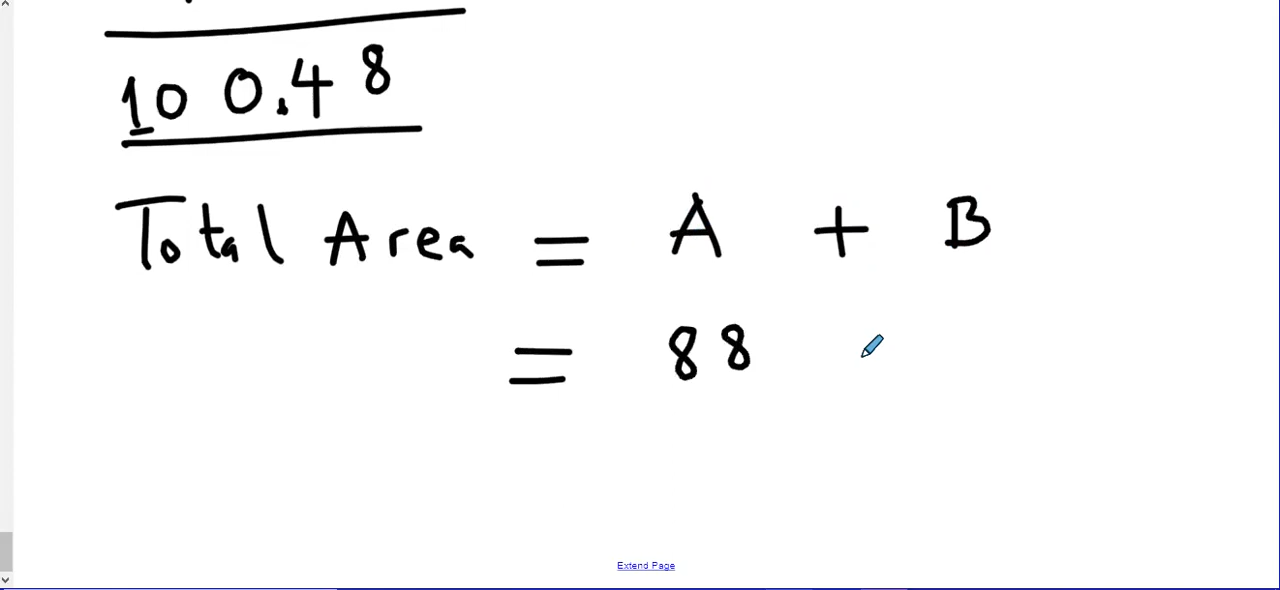 100.48
Total Area = A + B
= 88
Extend Page